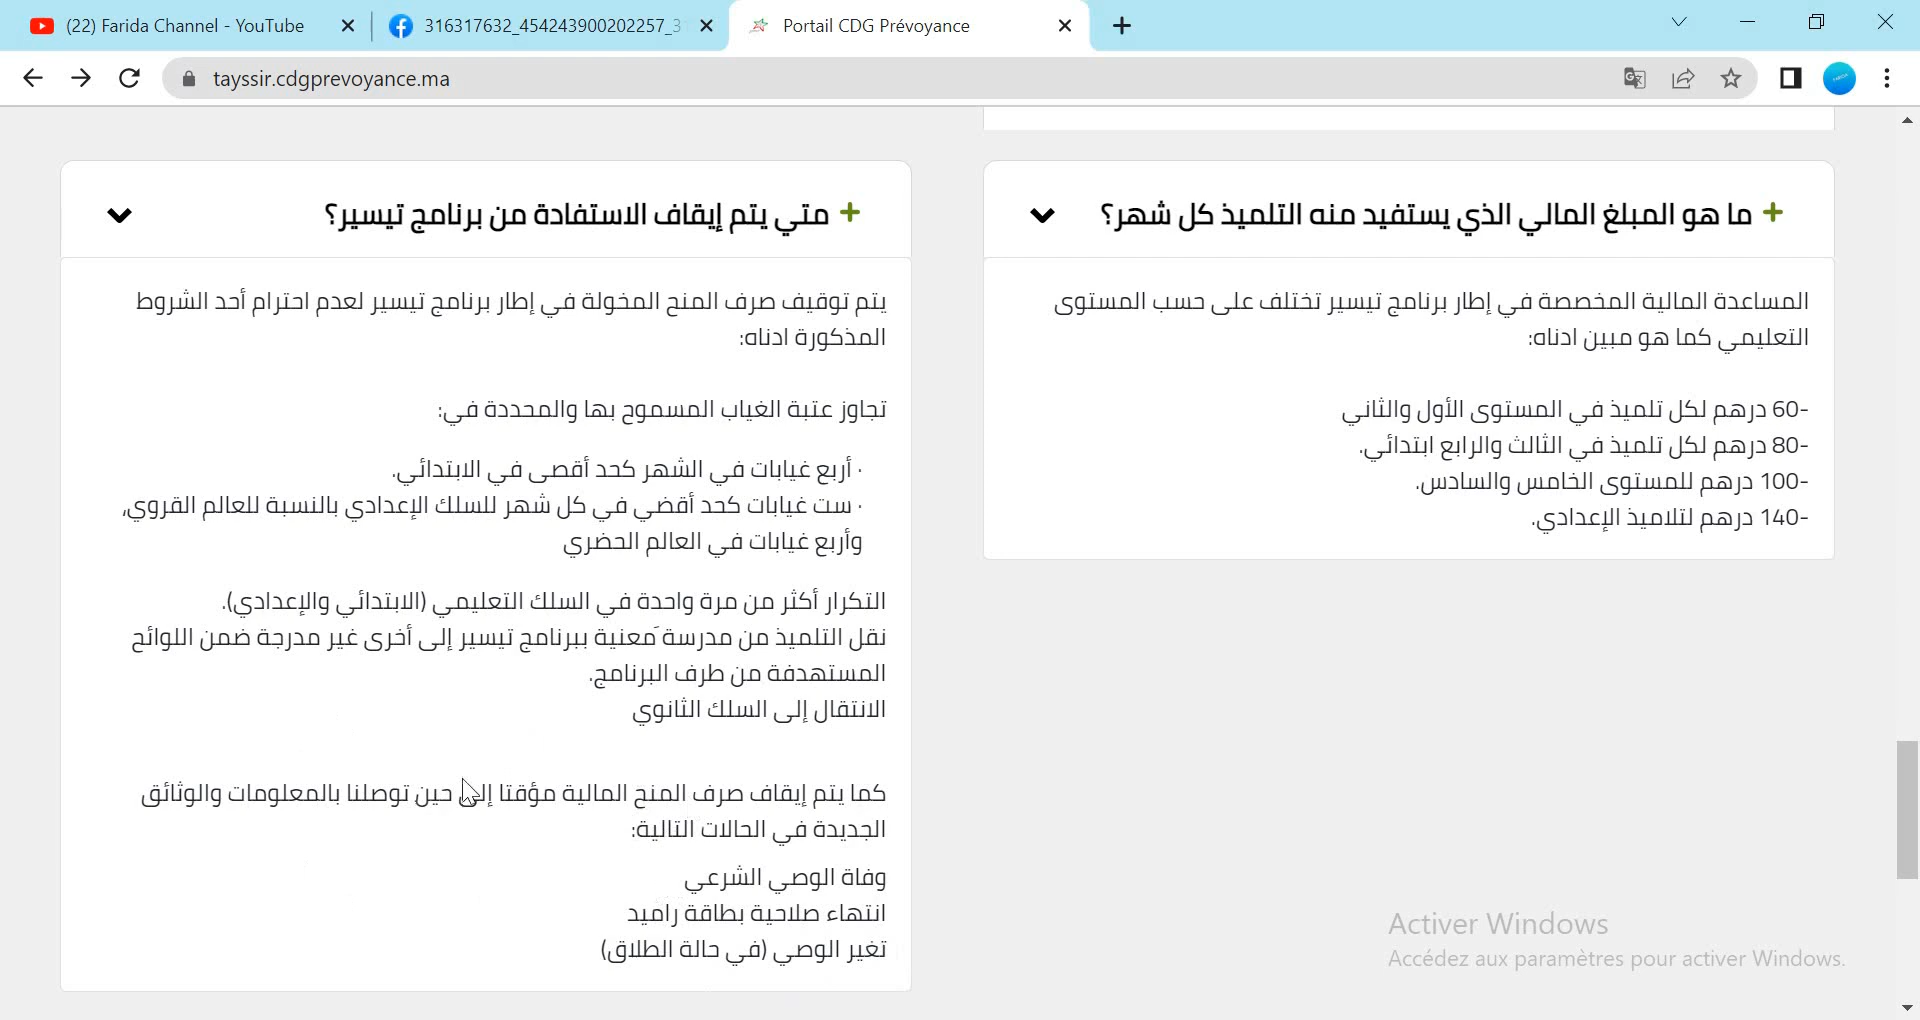 (22) Farida Channel - YouTube
316317632_454243900202257_3
Portail CDG Prévoyance
tayssir.cdgprevoyance.ma
+ ما هو المبلغ المالي الذي يستفيد منه التلميذ كل شهر؟
المساعدة المالية المخصصة في إطار برنامج تيسير تختلف على حسب المستوى
التعليمي كما هو مبين ادناه:
-60 درهم لكل تلميذ في المستوى الأول والثاني
-80 درهم لكل تلميذ في الثالث والرابع ابتدائي.
-100 درهم للمستوى الخامس والسادس.
-140 درهم لتلاميذ الإعدادي.
+ متي يتم إيقاف الاستفادة من برنامج تيسير؟
يتم توقيف صرف المنح المخولة في إطار برنامج تيسير لعدم احترام أحد الشروط
المذكورة ادناه:
تجاوز عتبة الغياب المسموح بها والمحددة في:
· أربع غيابات في الشهر كحد أقصى في الابتدائي.
· ست غيابات كحد أقضي في كل شهر للسلك الإعدادي بالنسبة للعالم القروي,
وأربع غيابات في العالم الحضري
التكرار أكثر من مرة واحدة في السلك التعليمي (الابتدائي والإعدادي).
نقل التلميذ من مدرسة َمعنية ببرنامج تيسير إلى أخرى غير مدرجة ضمن اللوائح
المستهدفة من طرف البرنامج.
الانتقال إلى السلك الثانوي
كما يتم إيقاف صرف المنح المالية مؤقتا إلى حين توصلنا بالمعلومات والوثائق
الجديدة في الحالات التالية:
وفاة الوصي الشرعي
انتهاء صلاحية بطاقة راميد
تغير الوصي (في حالة الطلاق)
Activer Windows
Accédez aux paramètres pour activer Windows.